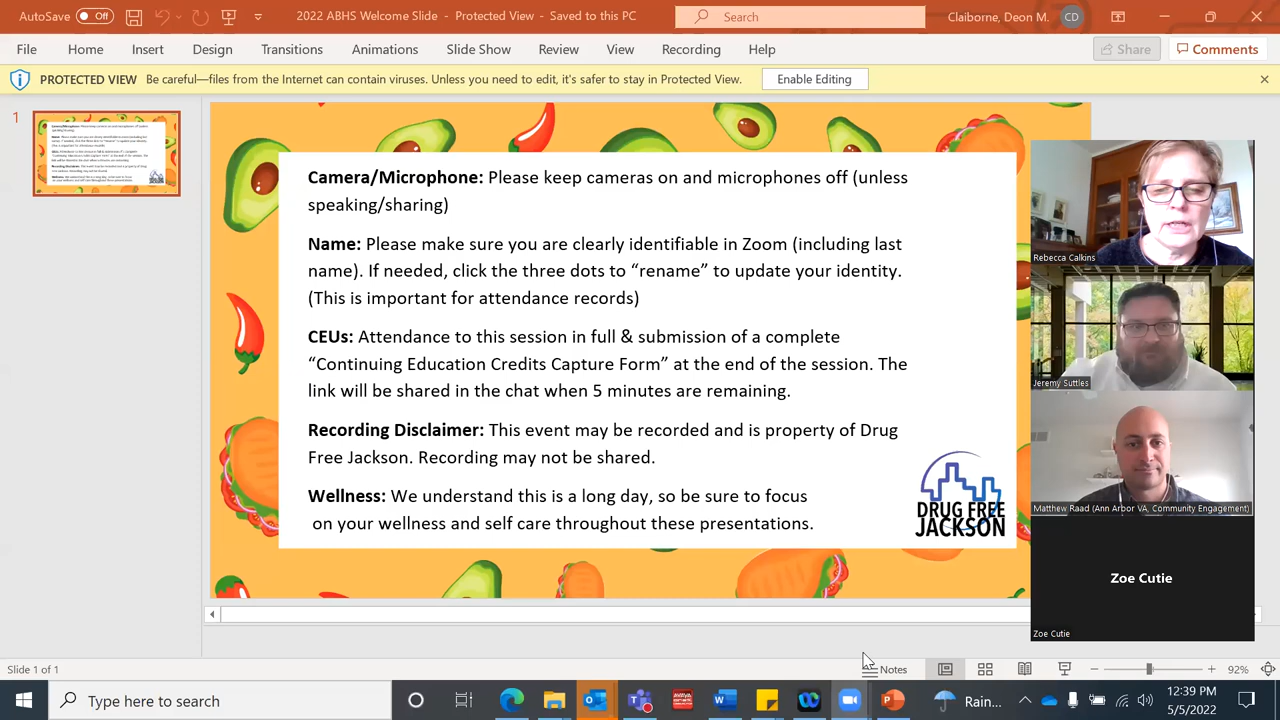 AutoSave Off
2022 ABHS Welcome Slide - Protected View - Saved to this PC
Search
Claiborne, Deon M. CD
File Home Insert Design Transitions Animations Slide Show Review View Recording Help
Share Comments
PROTECTED VIEW Be careful—files from the Internet can contain viruses. Unless you need to edit, it's safer to stay in Protected View. Enable Editing
1
Camera/Microphone: Please keep cameras on and microphones off (unless
speaking/sharing)
Name: Please make sure you are clearly identifiable in Zoom (including last
name). If needed, click the three dots to “rename” to update your identity.
(This is important for attendance records)
CEUs: Attendance to this session in full & submission of a complete
“Continuing Education Credits Capture Form” at the end of the session. The
link will be shared in the chat when 5 minutes are remaining.
Recording Disclaimer: This event may be recorded and is property of Drug
Free Jackson. Recording may not be shared.
Wellness: We understand this is a long day, so be sure to focus
on your wellness and self care throughout these presentations.
DRUG FREE
JACKSON
Rebecca Calkins
Jeremy Suttles
Matthew Raad (Ann Arbor VA, Community Engagement)
Zoe Cutie
Zoe Cutie
Slide 1 of 1
Notes
92%
Type here to search
Rain...
12:39 PM
5/5/2022